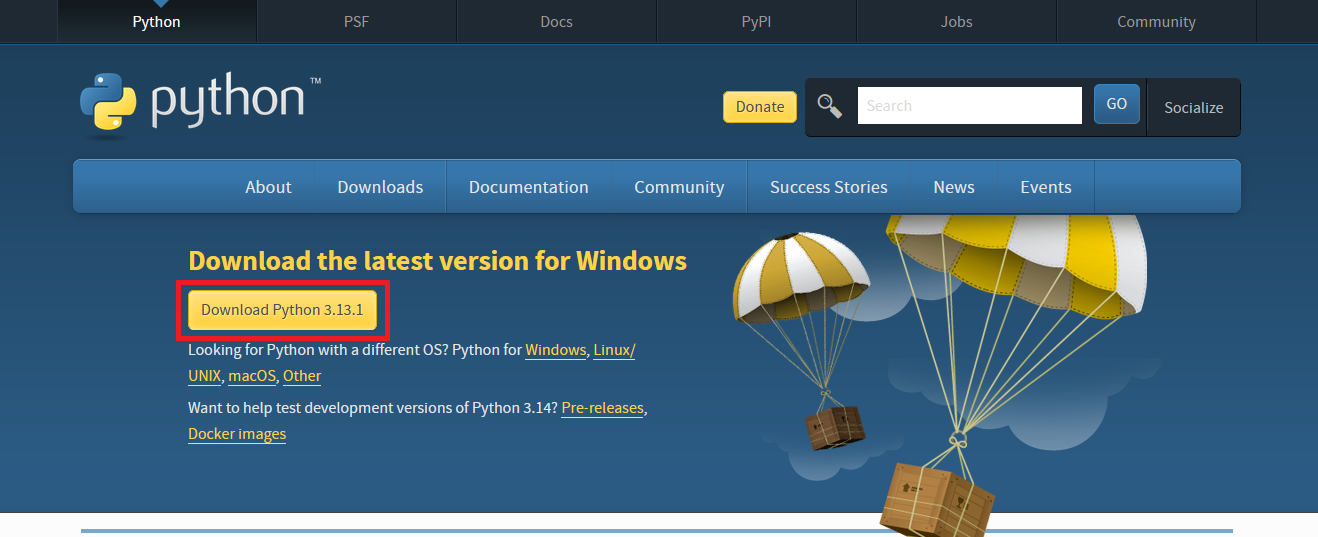 Python PSF Docs PyPI Jobs Community
python™
Donate Search GO Socialize
About Downloads Documentation Community Success Stories News Events
Download the latest version for Windows
Download Python 3.13.1
Looking for Python with a different OS? Python for Windows, Linux/
UNIX, macOS, Other
Want to help test development versions of Python 3.14? Pre-releases,
Docker images